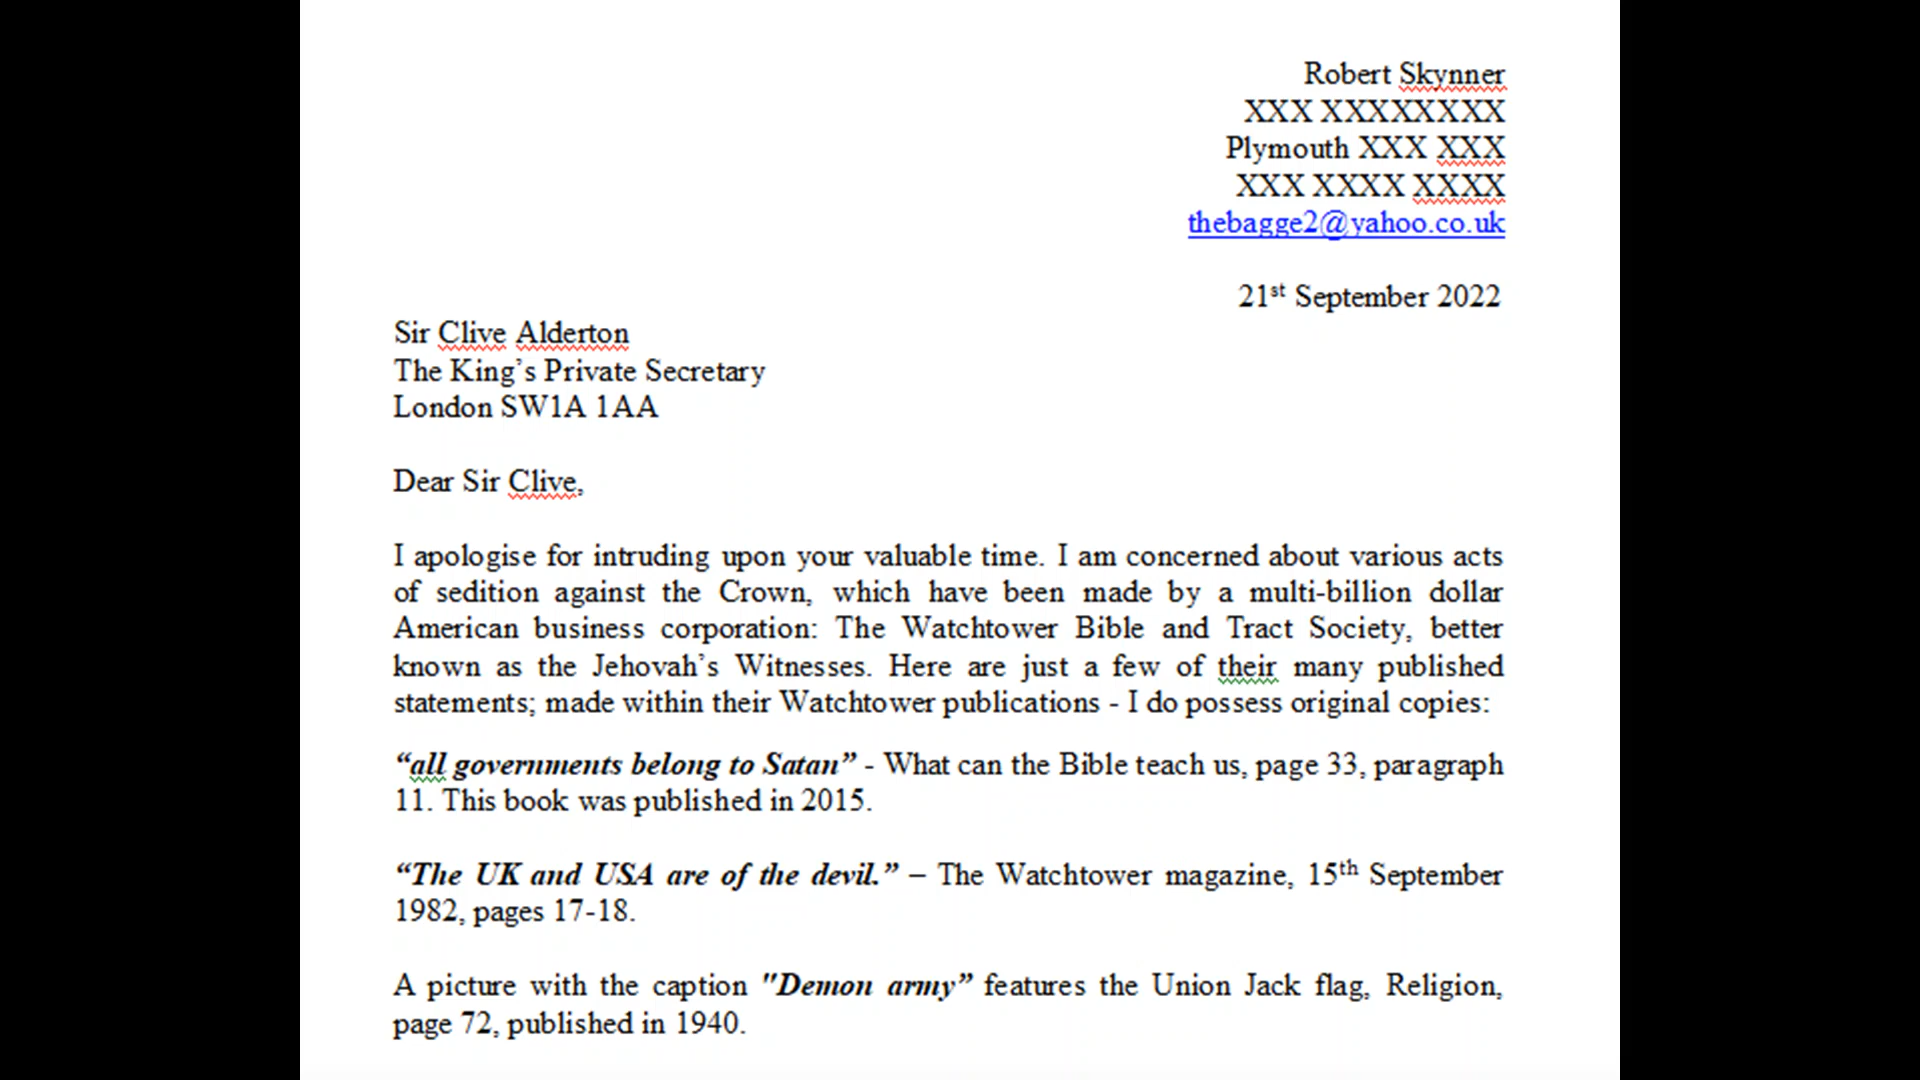 Robert Skynner
XXX XXXXXXXX
Plymouth XXX XXX
XXX XXXX XXXX
thebagge2@yahoo.co.uk
21st September 2022
Sir Clive Alderton
The King’s Private Secretary
London SW1A 1AA
Dear Sir Clive,
I apologise for intruding upon your valuable time. I am concerned about various acts
of sedition against the Crown, which have been made by a multi-billion dollar
American business corporation: The Watchtower Bible and Tract Society, better
known as the Jehovah’s Witnesses. Here are just a few of their many published
statements; made within their Watchtower publications - I do possess original copies:
“all governments belong to Satan” - What can the Bible teach us, page 33, paragraph
11. This book was published in 2015.
“The UK and USA are of the devil.” – The Watchtower magazine, 15th September
1982, pages 17-18.
A picture with the caption "Demon army” features the Union Jack flag, Religion,
page 72, published in 1940.